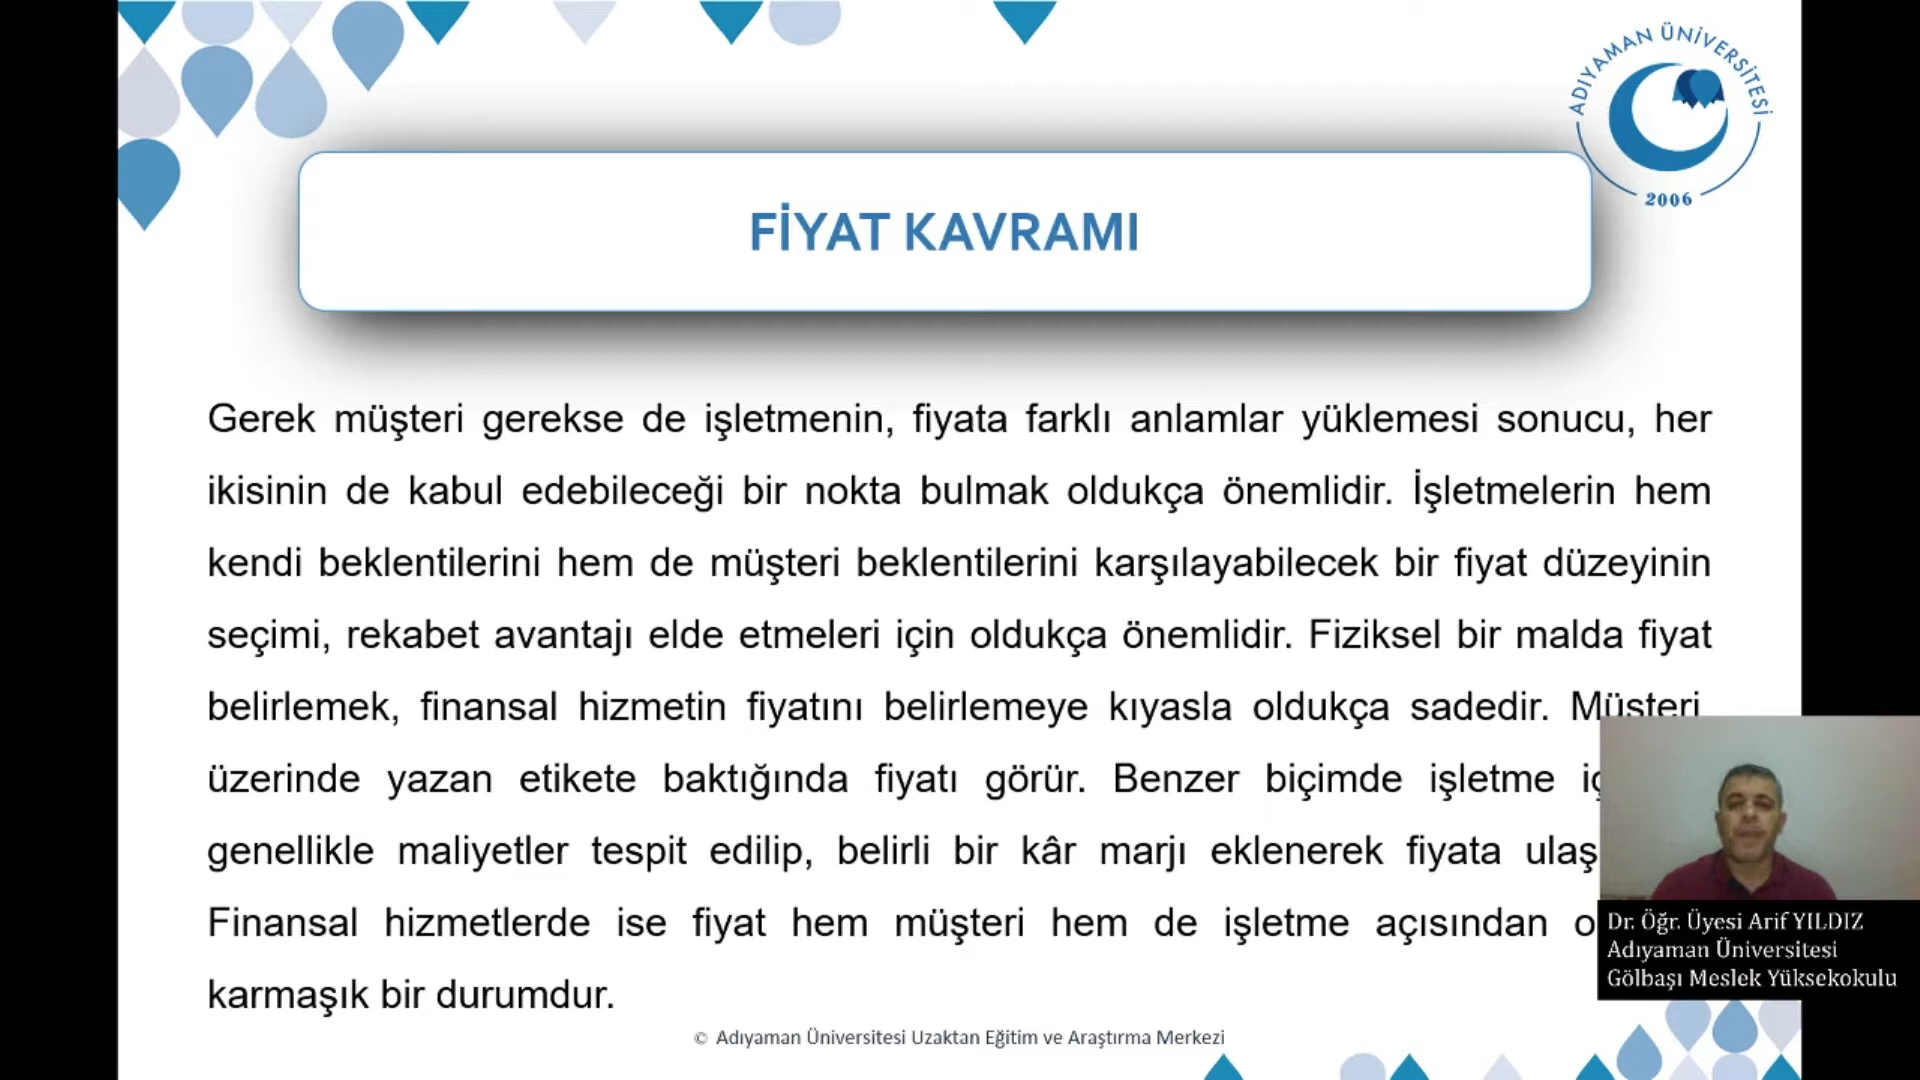 ADIYAMAN ÜNİVERSİTESİ
2006
FİYAT KAVRAMI
Gerek müşteri gerekse de işletmenin, fiyata farklı anlamlar yüklemesi sonucu, her
ikisinin de kabul edebileceği bir nokta bulmak oldukça önemlidir. İşletmelerin hem
kendi beklentilerini hem de müşteri beklentilerini karşılayabilecek bir fiyat düzeyinin
seçimi, rekabet avantajı elde etmeleri için oldukça önemlidir. Fiziksel bir malda fiyat
belirlemek, finansal hizmetin fiyatını belirlemeye kıyasla oldukça sadedir. Müşteri
üzerinde yazan etikete baktığında fiyatı görür. Benzer biçimde işletme
genellikle maliyetler tespit edilip, belirli bir kâr marjı eklenerek fiyata
Finansal hizmetlerde ise fiyat hem müşteri hem de işletme açısından
karmaşık bir durumdur.
Dr. Öğr. Üyesi Arif YILDIZ
Adıyaman Üniversitesi
Gölbaşı Meslek Yüksekokulu
© Adıyaman Üniversitesi Uzaktan Eğitim ve Araştırma Merkezi